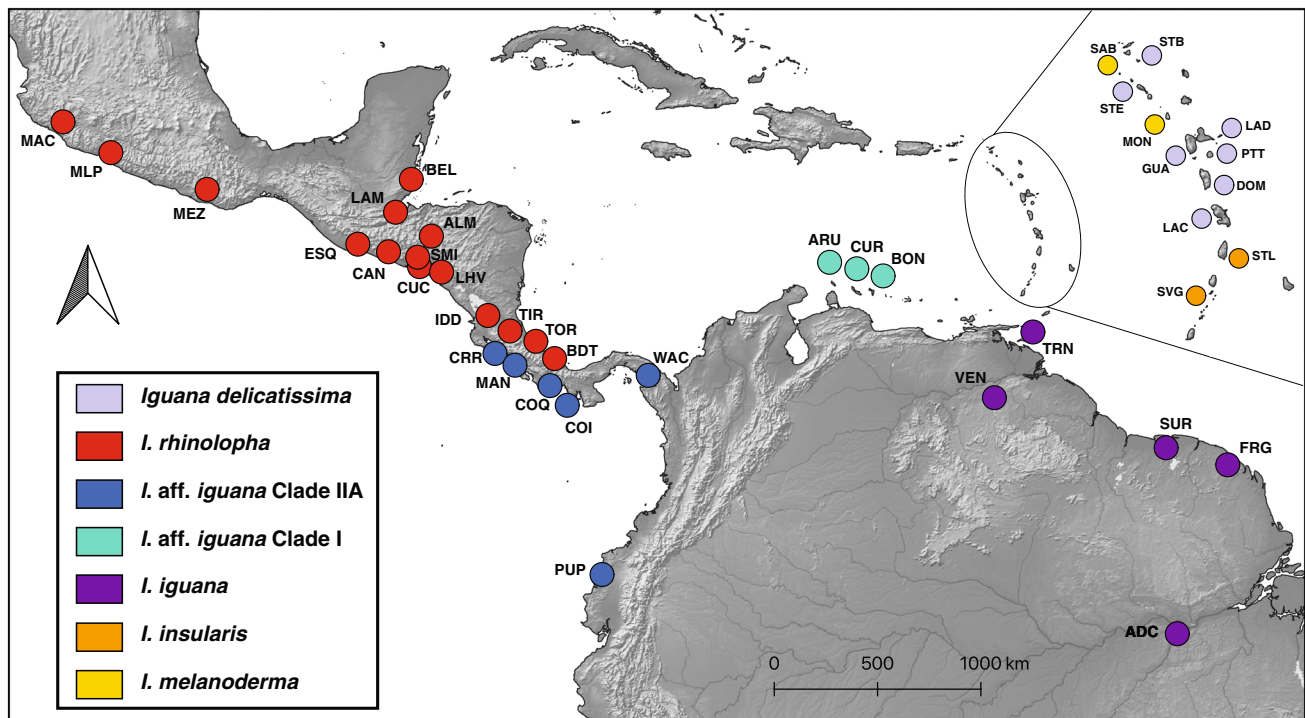 SAB
STB
STE
MON
LAD
GUA
PTT
DOM
LAC
STL
SVG
MAC
MLP
MEZ
BEL
LAM
ALM
ESQ
SMI
CAN
CUC
LHV
IDD
TIR
TOR
CRR
BDT
MAN
WAC
COQ
COI
PUP
ARU
CUR
BON
TRN
VEN
SUR
FRG
ADC
Iguana delicatissima
I. rhinolopha
I. aff. iguana Clade IIA
I. aff. iguana Clade I
I. iguana
I. insularis
I. melanoderma
0 500 1000 km